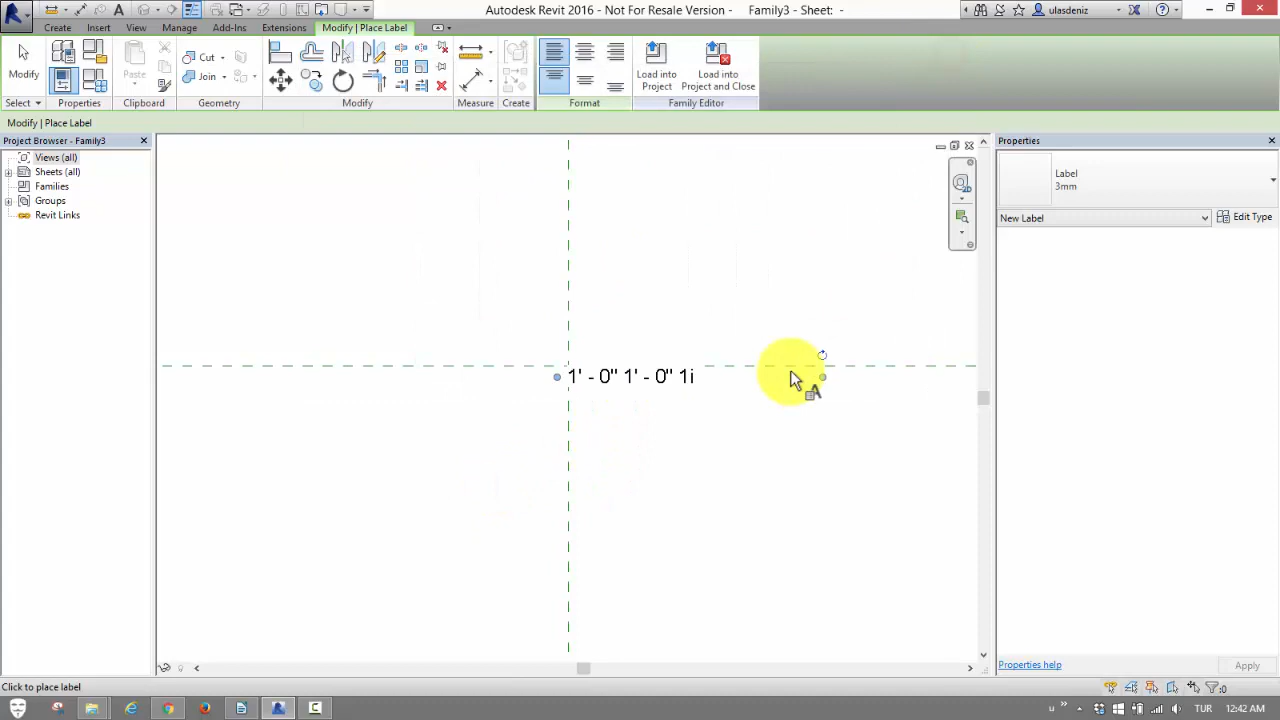 Autodesk Revit 2016 - Not For Resale Version - Family3 - Sheet: -
ulasdeniz
Create Insert View Manage Add-Ins Extensions Modify | Place Label
Modify
Paste
Cut
Join
Load into
Project
Load into
Project and Close
Select Properties Clipboard Geometry Modify Measure Create Format Family Editor
Modify | Place Label
Project Browser - Family3
Views (all)
Sheets (all)
Families
Groups
Revit Links
Properties
Label
3mm
New Label
Edit Type
2D
1' - 0" 1' - 0" 1i
A
Properties help
Apply
Click to place label
:0
u
TUR
12:42 AM